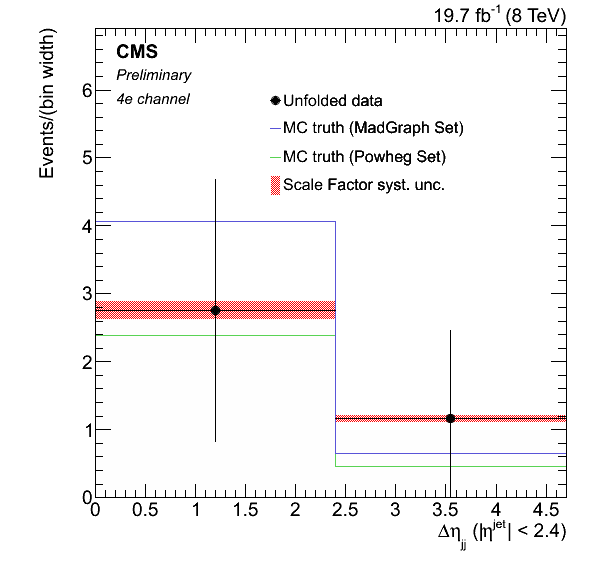 19.7 fb⁻¹ (8 TeV)
CMS
Preliminary
4e channel
Unfolded data
MC truth (MadGraph Set)
MC truth (Powheg Set)
Scale Factor syst. unc.
Events/(bin width)
6
5
4
3
2
1
0
0 0.5 1 1.5 2 2.5 3 3.5 4 4.5
Δη_jj (|η^jet| < 2.4)